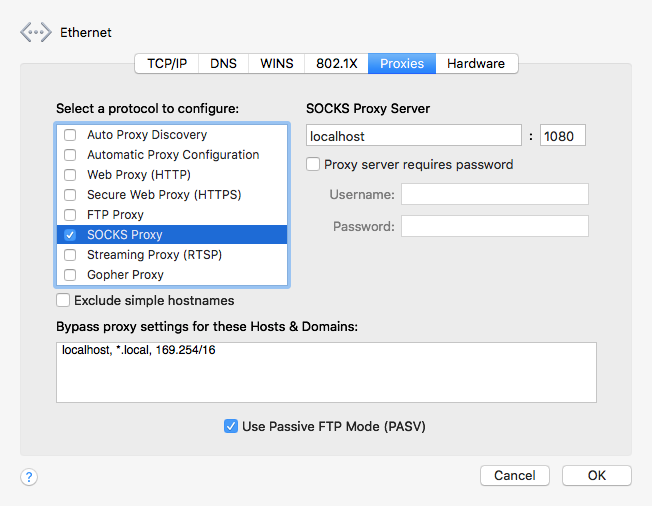 Ethernet
TCP/IP DNS WINS 802.1X Proxies Hardware
Select a protocol to configure:
Auto Proxy Discovery
Automatic Proxy Configuration
Web Proxy (HTTP)
Secure Web Proxy (HTTPS)
FTP Proxy
SOCKS Proxy
Streaming Proxy (RTSP)
Gopher Proxy
Exclude simple hostnames
SOCKS Proxy Server
localhost : 1080
Proxy server requires password
Username:
Password:
Bypass proxy settings for these Hosts & Domains:
localhost, *.local, 169.254/16
Use Passive FTP Mode (PASV)
? Cancel OK